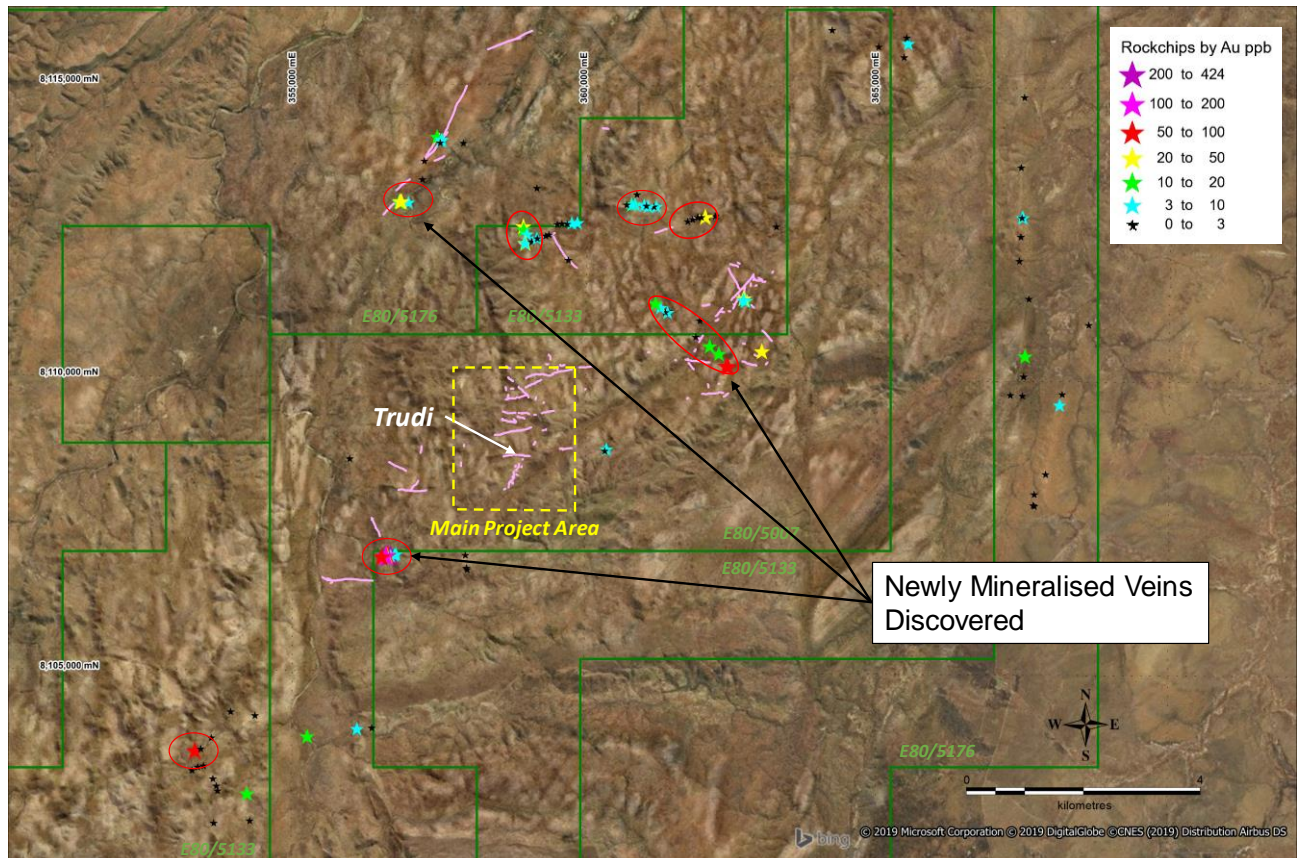 355,000 mE
360,000 mE
365,000 mE
8,115,000 mN
Rockchips by Au ppb
200 to 424
100 to 200
50 to 100
20 to 50
10 to 20
3 to 10
0 to 3
E80/5176
E80/5133
8,110,000 mN
Trudi
Main Project Area
E80/5007
E80/5133
Newly Mineralised Veins
Discovered
8,105,000 mN
N
W E
S
E80/5176
0 4
kilometres
bing
© 2019 Microsoft Corporation © 2019 DigitalGlobe ©CNES (2019) Distribution Airbus DS
E80/5133